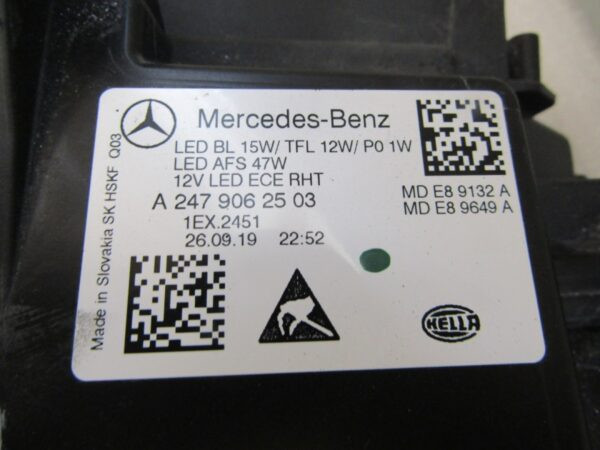 Mercedes-Benz
LED BL 15W/ TFL 12W/ PO 1W
LED AFS 47W
12V LED ECE RHT
A 247 906 25 03
1EX.2451
26.09.19 22:52
MD E8 9132 A
MD E8 9649 A
Made in Slovakia SK HSKF Q03
HELLA